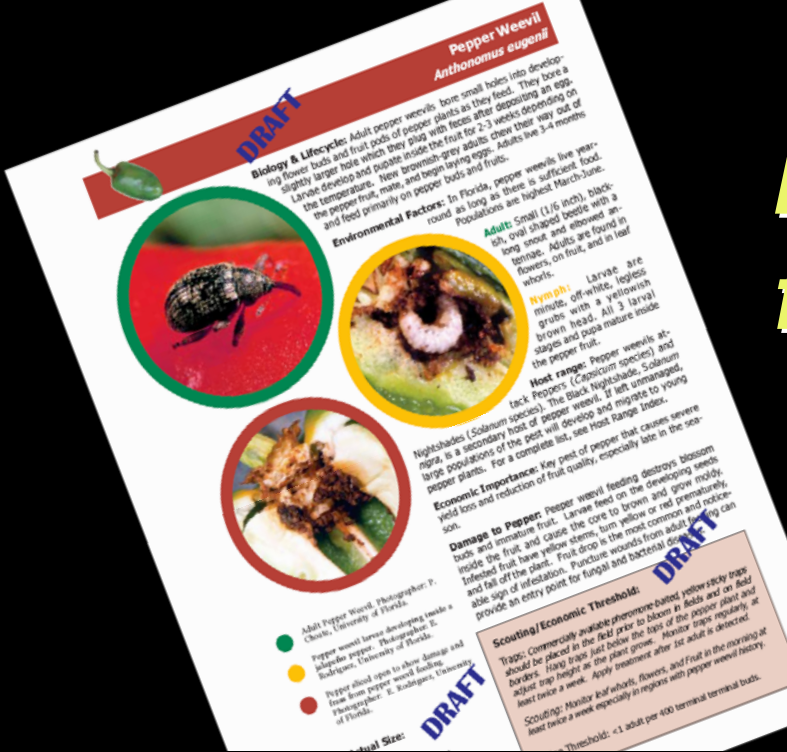 Pepper Weevil
Anthonomus eugenii
DRAFT
Biology & Lifecycle: Adult pepper weevils bore small holes into develop-
ing flower buds and fruit pods of pepper plants as they feed. They bore a
slightly larger hole which they plug with feces after depositing an egg.
Larvae develop and pupate inside the fruit for 2-3 weeks depending on
the temperature. New brownish-grey adults chew their way out of
the pepper fruit, mate, and begin laying eggs. Adults live 3-4 months
and feed primarily on pepper buds and fruits.
Environmental Factors: In Florida, pepper weevils live year-
round as long as there is sufficient food.
Populations are highest March-June.
Adult: Small (1/6 inch), black-
ish, oval shaped beetle with a
long snout and elbowed an-
tennae. Adults are found in
flowers, on fruit, and in leaf
whorls.
Nymph: Larvae are
minute, off-white, legless
grubs with a yellowish
brown head. All 3 larval
stages and pupa mature inside
the pepper fruit.
Host range: Pepper weevils at-
tack Peppers (Capsicum species) and
Nightshades (Solanum species). The Black Nightshade, Solanum
nigra, is a secondary host of pepper weevil. If left unmanaged,
large populations of the pest will develop and migrate to young
pepper plants. For a complete list, see Host Range Index.
Economic Importance: Key pest of pepper that causes severe
yield loss and reduction of fruit quality, especially late in the sea-
son.
Damage to Pepper: Peeper weevil feeding destroys blossom
buds and immature fruit. Larvae feed on the developing seeds
inside the fruit and cause the core to brown and grow moldy.
Infested fruit have yellow stems, turn yellow or red prematurely,
and fall off the plant. Fruit drop is the most common and notice-
able sign of infestation. Puncture wounds from adult feeding can
provide an entry point for fungal and bacterial
DRAFT
Adult Pepper Weevil. Photographer: P.
Choate, University of Florida.
Pepper weevil larvae developing inside a
jalapeño pepper. Photographer: E.
Rodriguez, University of Florida.
Pepper sliced open to show damage and
frass from pepper weevil feeding.
Photographer: E. Rodriguez, University
of Florida.
DRAFT
Actual Size:
Scouting/Economic Threshold:
Traps: Commercially available pheromone-baited, yellow sticky traps
should be placed in the field prior to bloom in fields and on field
borders. Hang traps just below the tops of the pepper plant and
adjust trap height as the plant grows. Monitor traps regularly, at
least twice a week. Apply treatment after 1st adult is detected.
Scouting: Monitor leaf whorls, flowers, and Fruit in the morning at
least twice a week especially in regions with pepper weevil history.
Threshold: <1 adult per 400 terminal terminal buds.